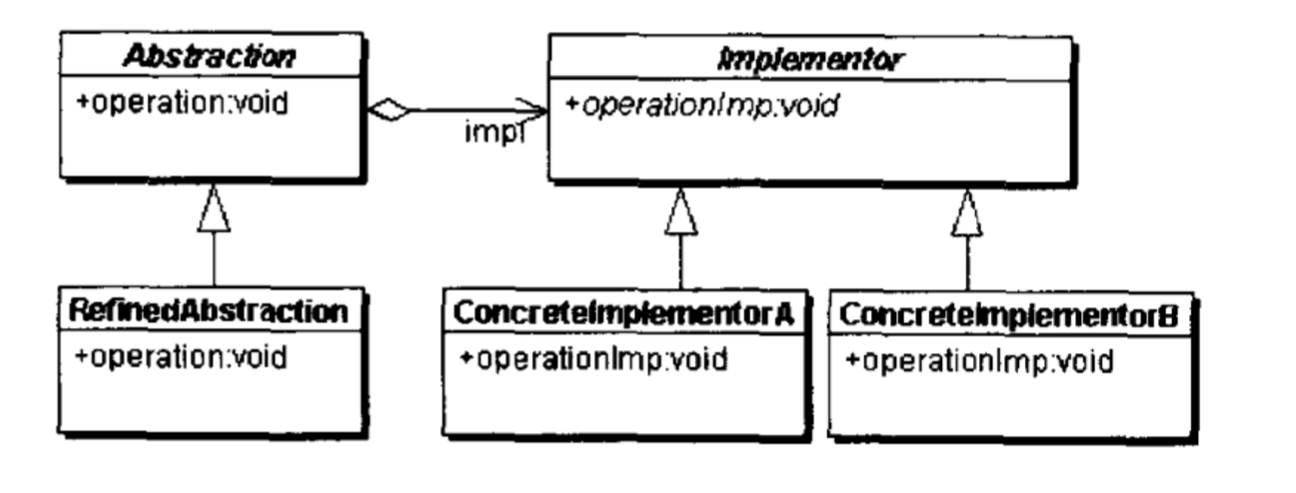 Abstraction
+operation:void
Implementor
+operationImp:void
impl
RefinedAbstraction
+operation:void
ConcreteImplementorA
+operationImp:void
ConcreteImplementorB
+operationImp:void